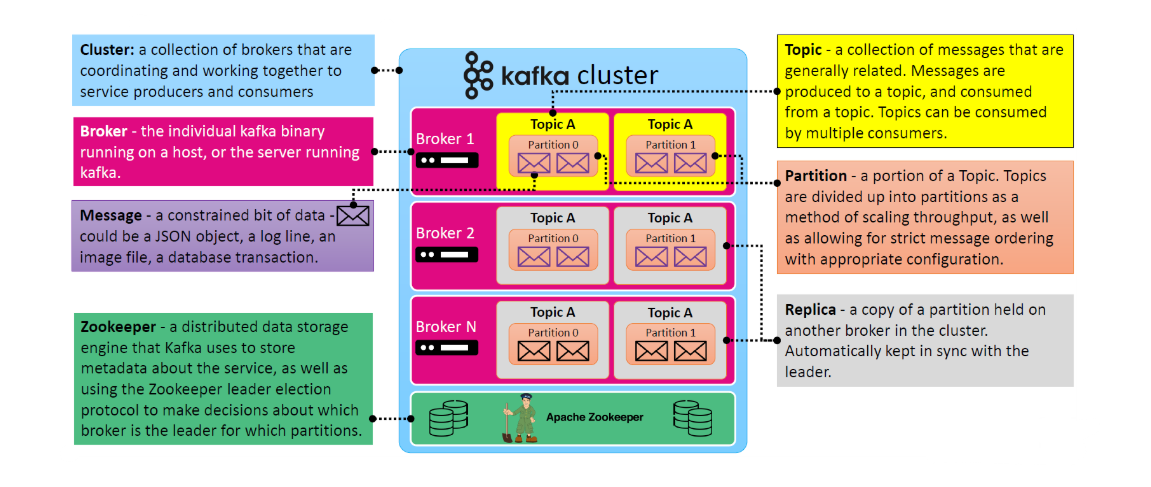 Cluster: a collection of brokers that are
coordinating and working together to
service producers and consumers
Broker - the individual kafka binary
running on a host, or the server running
kafka.
Message - a constrained bit of data -
could be a JSON object, a log line, an
image file, a database transaction.
Zookeeper - a distributed data storage
engine that Kafka uses to store
metadata about the service, as well as
using the Zookeeper leader election
protocol to make decisions about which
broker is the leader for which partitions.
kafka cluster
Broker 1
Topic A
Partition 0
Topic A
Partition 1
Broker 2
Topic A
Partition 0
Topic A
Partition 1
Broker N
Topic A
Partition 0
Topic A
Partition 1
Apache Zookeeper
Topic - a collection of messages that are
generally related. Messages are
produced to a topic, and consumed
from a topic. Topics can be consumed
by multiple consumers.
Partition - a portion of a Topic. Topics
are divided up into partitions as a
method of scaling throughput, as well
as allowing for strict message ordering
with appropriate configuration.
Replica - a copy of a partition held on
another broker in the cluster.
Automatically kept in sync with the
leader.